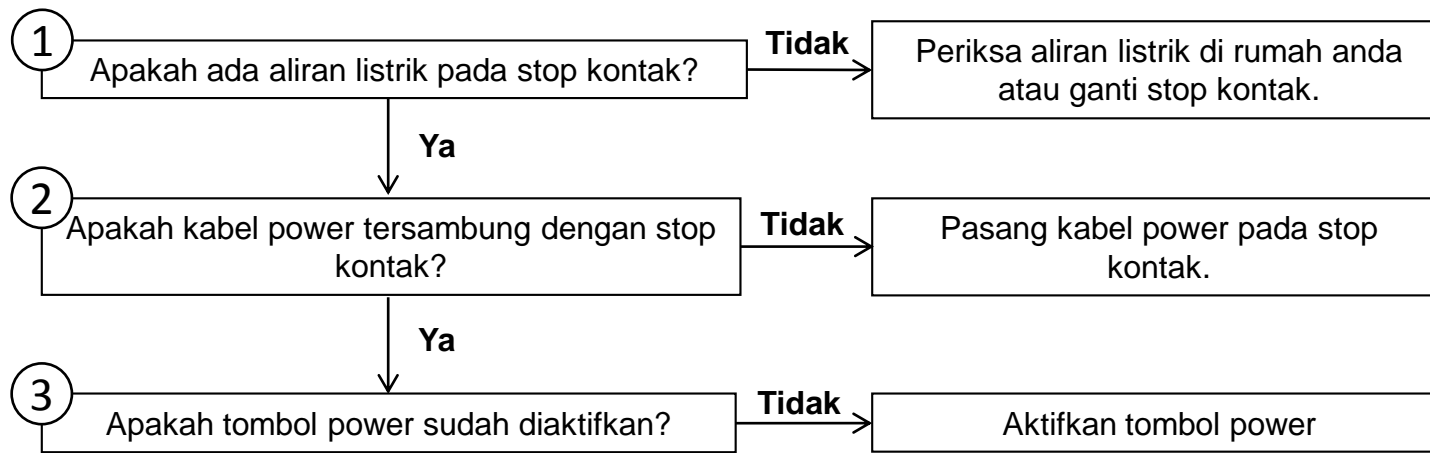 1
Apakah ada aliran listrik pada stop kontak?
Tidak
Periksa aliran listrik di rumah anda
atau ganti stop kontak.
Ya
2
Apakah kabel power tersambung dengan stop
kontak?
Tidak
Pasang kabel power pada stop
kontak.
Ya
3
Apakah tombol power sudah diaktifkan?
Tidak
Aktifkan tombol power